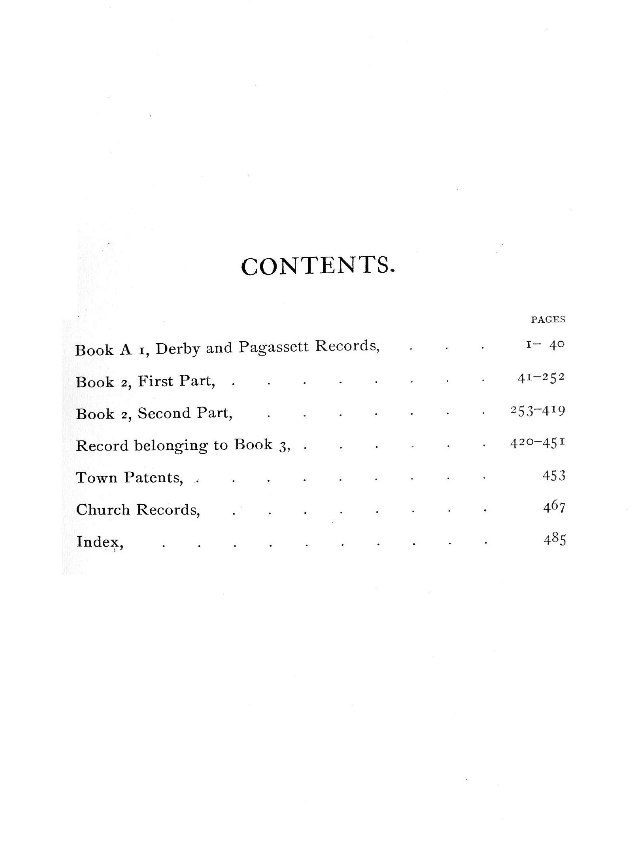 CONTENTS.
PAGES
Book A 1, Derby and Pagassett Records, . . . 1– 40
Book 2, First Part, . . . . . . . . 41–252
Book 2, Second Part, . . . . . . . 253–419
Record belonging to Book 3, . . . . . . 420–451
Town Patents, . . . . . . . . . 453
Church Records, . . . . . . . . 467
Index, . . . . . . . . . . 485